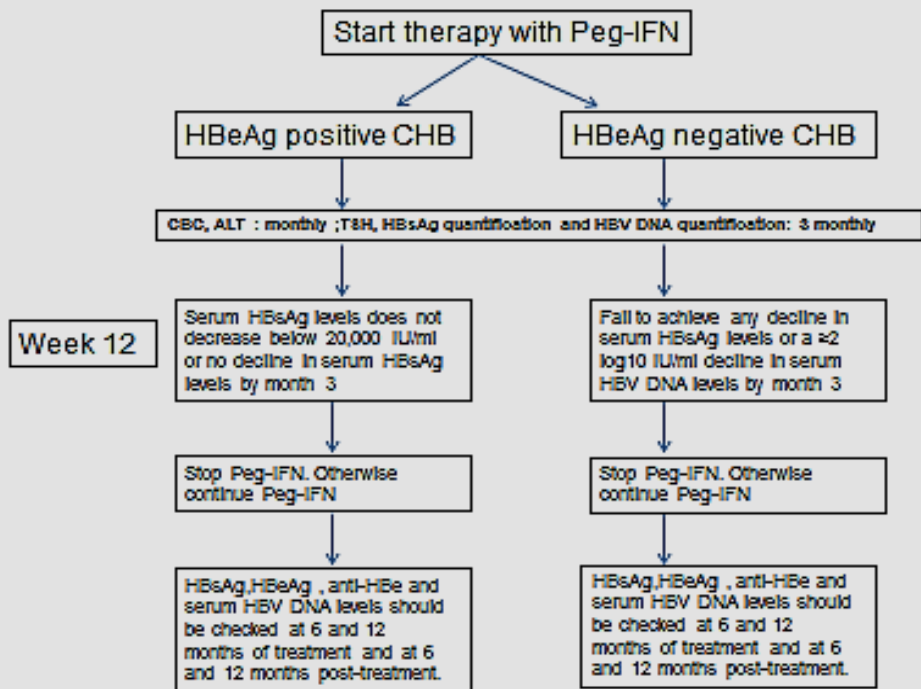 Start therapy with Peg-IFN
HBeAg positive CHB
HBeAg negative CHB
CBC, ALT : monthly ;TSH, HBsAg quantification and HBV DNA quantification: 3 monthly
Week 12
Serum HBsAg levels does not
decrease below 20,000 IU/ml
or no decline in serum HBsAg
levels by month 3
Fail to achieve any decline in
serum HBsAg levels or a ≥2
log10 IU/ml decline in serum
HBV DNA levels by month 3
Stop Peg-IFN. Otherwise
continue Peg-IFN
Stop Peg-IFN. Otherwise
continue Peg-IFN
HBsAg,HBeAg , anti-HBe and
serum HBV DNA levels should
be checked at 6 and 12
months of treatment and at 6
and 12 months post-treatment.
HBsAg,HBeAg , anti-HBe and
serum HBV DNA levels should
be checked at 6 and 12
months of treatment and at 6
and 12 months post-treatment.